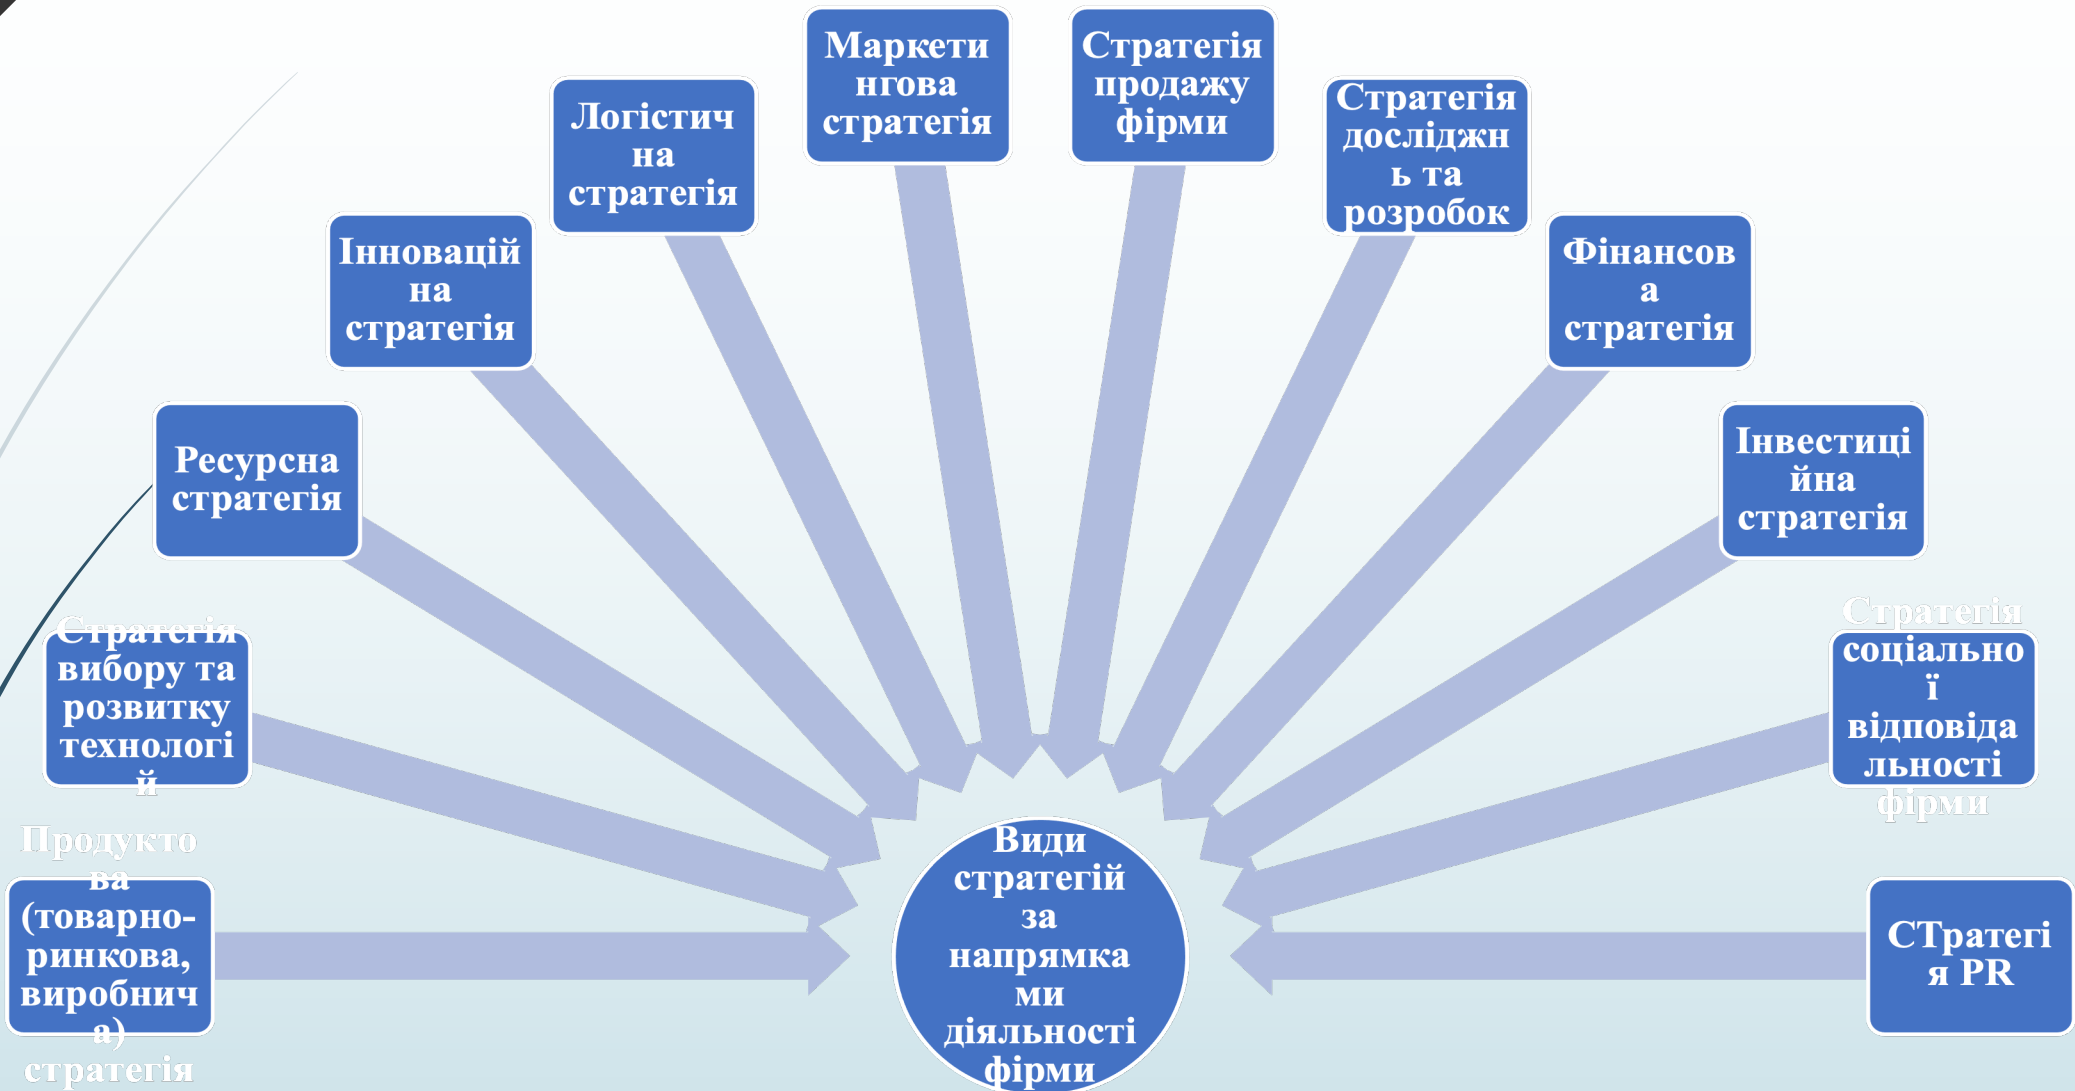 Маркети
нгова
стратегія
Стратегія
продажу
фірми
Логістич
на
стратегія
Стратегія
досліджн
ь та
розробок
Інновацій
на
стратегія
Фінансов
а
стратегія
Ресурсна
стратегія
Інвестиці
йна
стратегія
Стратегія
вибору та
розвитку
технологі
й
Стратегія
соціально
ї
відповіда
льності
фірми
Продукто
ва
(товарно-
ринкова,
виробнич
а)
стратегія
Види
стратегій
за
напрямка
ми
діяльності
фірми
СТратегі
я PR